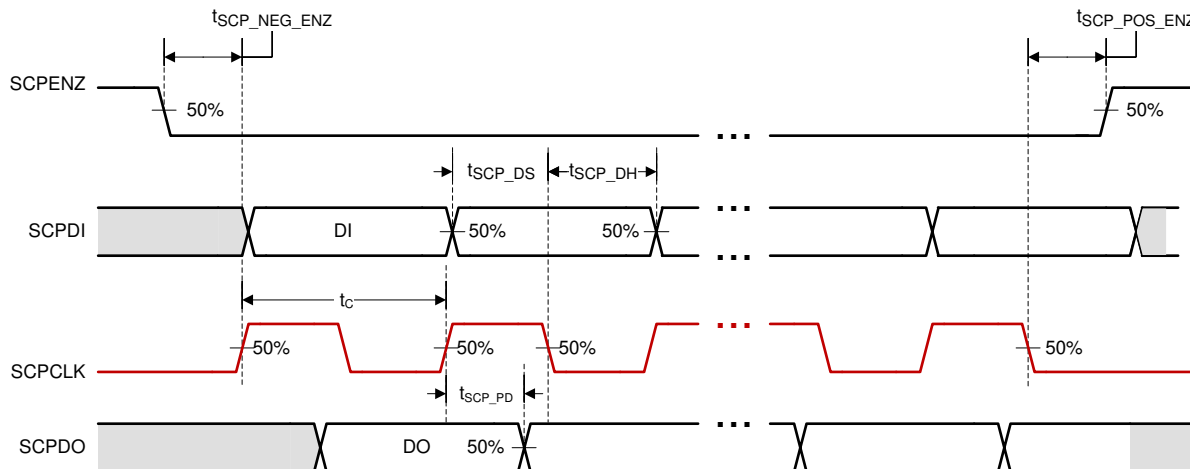 tSCP_NEG_ENZ
tSCP_POS_ENZ
SCPENZ
50%
50%
tSCP_DS
tSCP_DH
SCPDI
DI
50%
50%
tC
SCPCLK
50%
50%
50%
50%
tSCP_PD
SCPDO
DO
50%